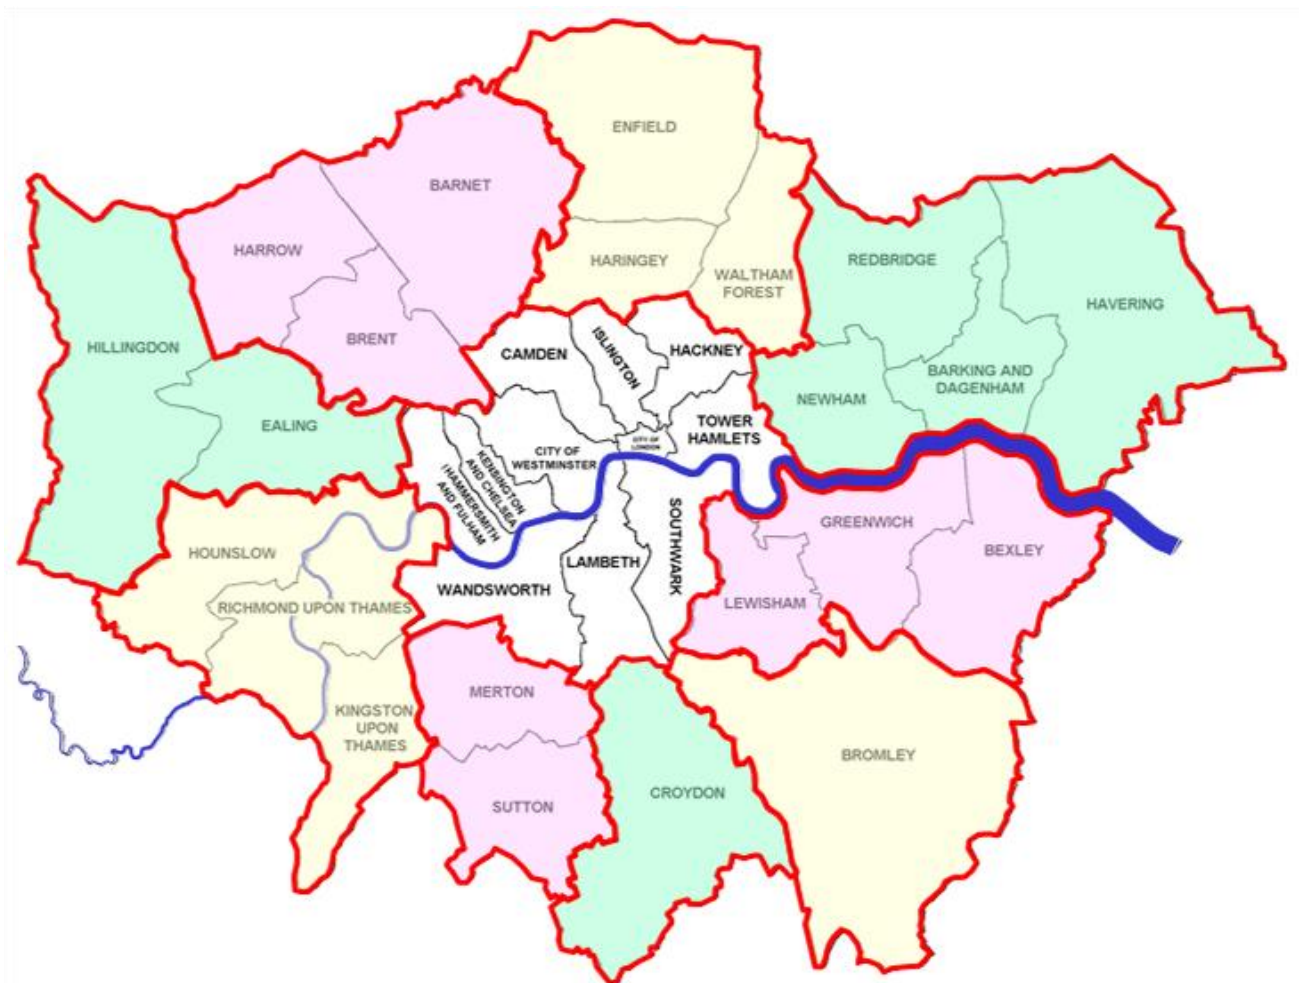 ENFIELD
BARNET
HARROW
HARINGEY
REDBRIDGE
WALTHAM
FOREST
HAVERING
HILLINGDON
BRENT
CAMDEN
ISLINGTON
HACKNEY
BARKING AND
DAGENHAM
NEWHAM
EALING
TOWER
HAMLETS
CITY OF
LONDON
CITY OF
WESTMINSTER
KENSINGTON
AND CHELSEA
HAMMERSMITH
AND FULHAM
SOUTHWARK
GREENWICH
BEXLEY
HOUNSLOW
LAMBETH
WANDSWORTH
LEWISHAM
RICHMOND UPON THAMES
MERTON
KINGSTON
UPON
THAMES
BROMLEY
CROYDON
SUTTON